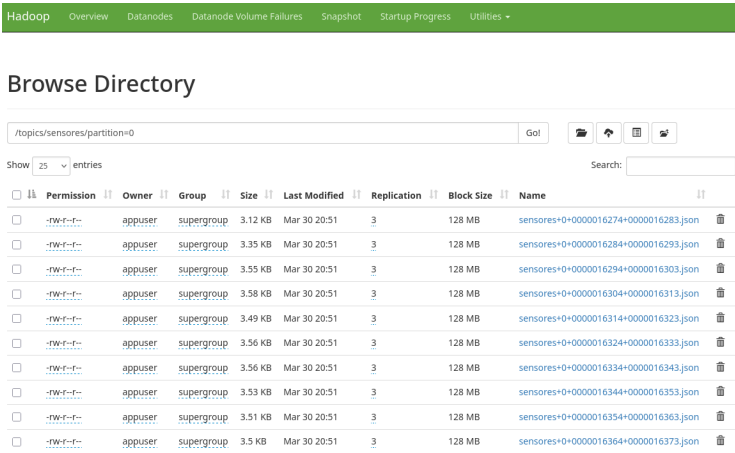 Hadoop Overview Datanodes Datanode Volume Failures Snapshot Startup Progress Utilities
Browse Directory
/topics/sensores/partition=0 Go!
Show 25 entries Search:
Permission Owner Group Size Last Modified Replication Block Size Name
-rw-r--r-- appuser supergroup 3.12 KB Mar 30 20:51 3 128 MB sensores+0+0000016274+0000016283.json
-rw-r--r-- appuser supergroup 3.35 KB Mar 30 20:51 3 128 MB sensores+0+0000016284+0000016293.json
-rw-r--r-- appuser supergroup 3.55 KB Mar 30 20:51 3 128 MB sensores+0+0000016294+0000016303.json
-rw-r--r-- appuser supergroup 3.58 KB Mar 30 20:51 3 128 MB sensores+0+0000016304+0000016313.json
-rw-r--r-- appuser supergroup 3.49 KB Mar 30 20:51 3 128 MB sensores+0+0000016314+0000016323.json
-rw-r--r-- appuser supergroup 3.56 KB Mar 30 20:51 3 128 MB sensores+0+0000016324+0000016333.json
-rw-r--r-- appuser supergroup 3.56 KB Mar 30 20:51 3 128 MB sensores+0+0000016334+0000016343.json
-rw-r--r-- appuser supergroup 3.53 KB Mar 30 20:51 3 128 MB sensores+0+0000016344+0000016353.json
-rw-r--r-- appuser supergroup 3.51 KB Mar 30 20:51 3 128 MB sensores+0+0000016354+0000016363.json
-rw-r--r-- appuser supergroup 3.5 KB Mar 30 20:51 3 128 MB sensores+0+0000016364+0000016373.json